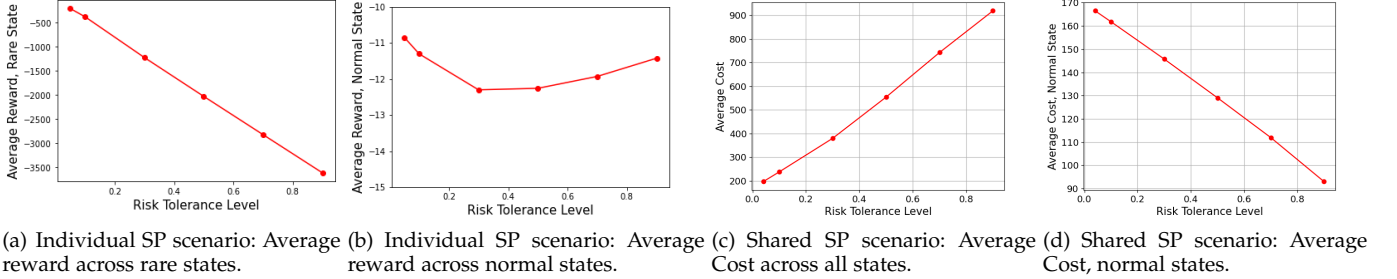 Average Reward, Rare State
−500
−1000
−1500
−2000
−2500
−3000
−3500
0.2 0.4 0.6 0.8
Risk Tolerance Level
Average Reward, Normal State
−10
−11
−12
−13
−14
−15
0.2 0.4 0.6 0.8
Risk Tolerance Level
Average Cost
900
800
700
600
500
400
300
200
0.0 0.2 0.4 0.6 0.8 1.0
Risk Tolerance Level
Average Cost, Normal State
170
160
150
140
130
120
110
100
90
0.0 0.2 0.4 0.6 0.8 1.0
Risk Tolerance Level
(a) Individual SP scenario: Average
reward across rare states.
(b) Individual SP scenario: Average
reward across normal states.
(c) Shared SP scenario: Average
Cost across all states.
(d) Shared SP scenario: Average
Cost, normal states.